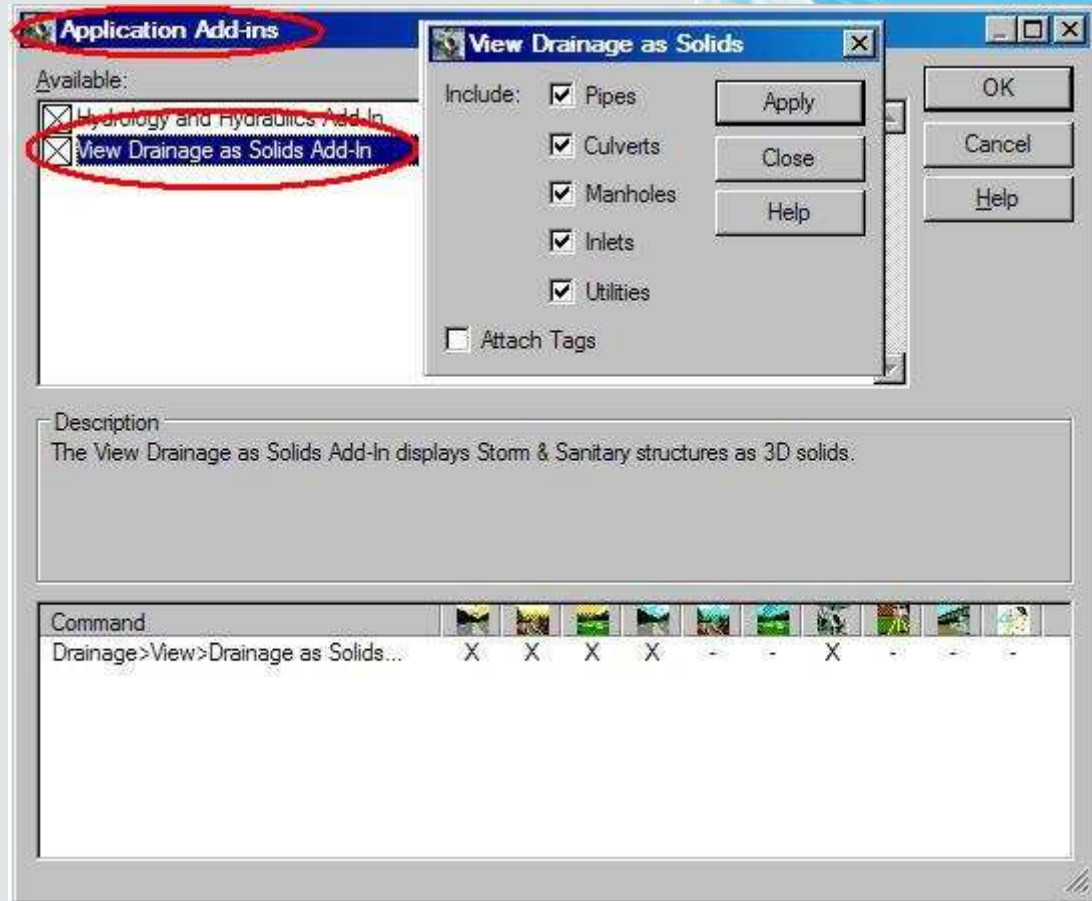 Application Add-ins
Available:
Hydrology and Hydraulics Add-In
View Drainage as Solids Add-In
OK
Cancel
Help
View Drainage as Solids
Include:
Pipes
Culverts
Manholes
Inlets
Utilities
Attach Tags
Apply
Close
Help
Description
The View Drainage as Solids Add-In displays Storm & Sanitary structures as 3D solids.
Command
Drainage>View>Drainage as Solids... X X X X - - X - - -